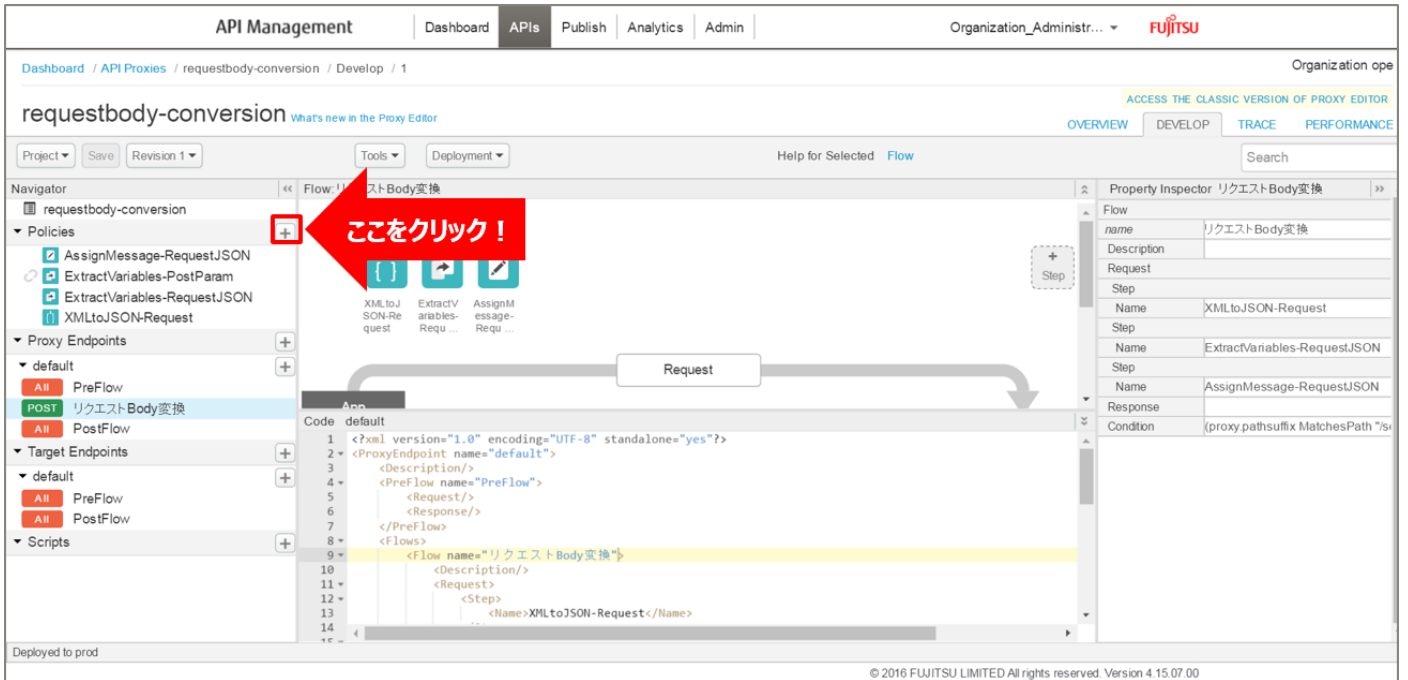 API Management
Dashboard APIs Publish Analytics Admin
Organization_Administr...
FUJITSU
Dashboard / API Proxies / requestbody-conversion / Develop / 1
Organization ope
ACCESS THE CLASSIC VERSION OF PROXY EDITOR
requestbody-conversion What's new in the Proxy Editor
OVERVIEW DEVELOP TRACE PERFORMANCE
Project Save Revision 1 Tools Deployment Help for Selected Flow Search
Navigator
requestbody-conversion
Policies
AssignMessage-RequestJSON
ExtractVariables-PostParam
ExtractVariables-RequestJSON
XMLtoJSON-Request
Proxy Endpoints
default
All PreFlow
POST リクエストBody変換
All PostFlow
Target Endpoints
default
All PreFlow
All PostFlow
Scripts
Flow:リクエストBody変換
ここをクリック！
XMLtoJ
SON-Re
quest
ExtractV
ariables-
Requ ...
AssignM
essage-
Requ ...
+
Step
Request
App
Code default
1 <?xml version="1.0" encoding="UTF-8" standalone="yes"?>
2 <ProxyEndpoint name="default">
3 <Description/>
4 <PreFlow name="PreFlow">
5 <Request/>
6 <Response/>
7 </PreFlow>
8 <Flows>
9 <Flow name="リクエストBody変換">
10 <Description/>
11 <Request>
12 <Step>
13 <Name>XMLtoJSON-Request</Name>
14
15
Property Inspector リクエストBody変換
Flow
name リクエストBody変換
Description
Request
Step
Name XMLtoJSON-Request
Step
Name ExtractVariables-RequestJSON
Step
Name AssignMessage-RequestJSON
Response
Condition (proxy.pathsuffix MatchesPath "/s
Deployed to prod
© 2016 FUJITSU LIMITED All rights reserved. Version 4.15.07.00